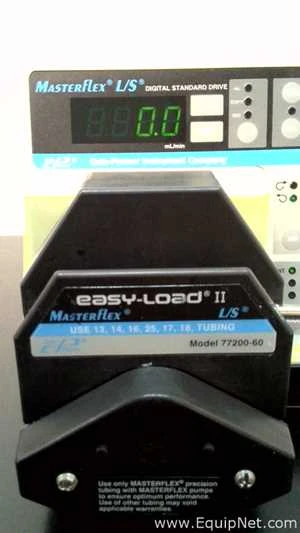 MASTERFLEX® L/S® DIGITAL STANDARD DRIVE
0.0
mL/min
Cole-Parmer Instrument Company
easy-load® II
MASTERFLEX® L/S®
USE 13, 14, 16, 25, 17, 18, TUBING
Model 77200-60
Use only MASTERFLEX® precision
tubing with MASTERFLEX pumps
to ensure optimum performance.
Use of other tubing may void
applicable warranties.
www.EquipNet.com